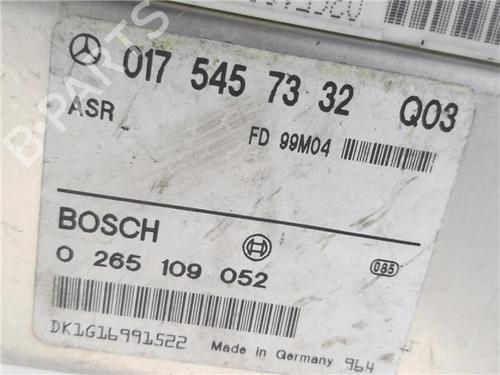 017 545 73 32 Q03
ASR
FD 99M04
BOSCH
0 265 109 052
085
DK1G16991522
Made in Germany 964
B-PARTS